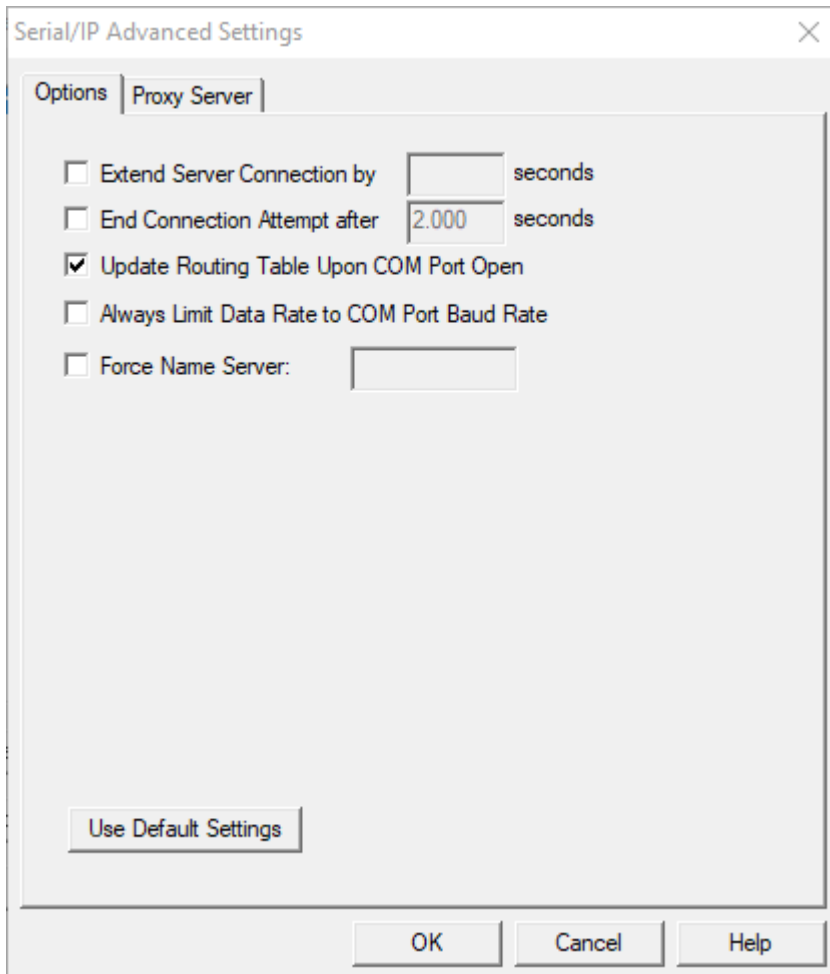 Serial/IP Advanced Settings
Options Proxy Server
Extend Server Connection by seconds
End Connection Attempt after 2.000 seconds
Update Routing Table Upon COM Port Open
Always Limit Data Rate to COM Port Baud Rate
Force Name Server:
Use Default Settings
OK Cancel Help